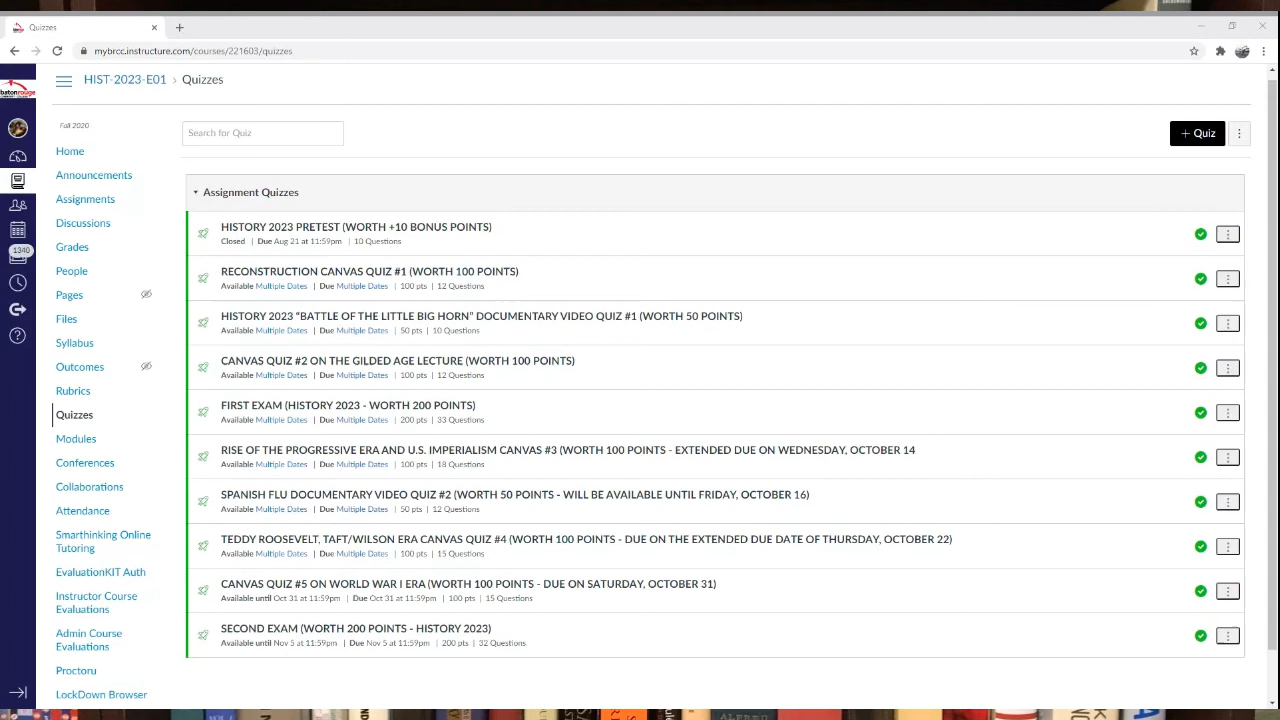 Quizzes
mybrcc.instructure.com/courses/221603/quizzes
batonrouge
HIST-2023-E01 › Quizzes
Fall 2020
Search for Quiz
+ Quiz
Home
Announcements
Assignments
Discussions
Grades
People
Pages
Files
Syllabus
Outcomes
Rubrics
Quizzes
Modules
Conferences
Collaborations
Attendance
Smarthinking Online
Tutoring
EvaluationKIT Auth
Instructor Course
Evaluations
Admin Course
Evaluations
Proctoru
LockDown Browser
1340
Assignment Quizzes
HISTORY 2023 PRETEST (WORTH +10 BONUS POINTS)
Closed | Due Aug 21 at 11:59pm | 10 Questions
RECONSTRUCTION CANVAS QUIZ #1 (WORTH 100 POINTS)
Available Multiple Dates | Due Multiple Dates | 100 pts | 12 Questions
HISTORY 2023 “BATTLE OF THE LITTLE BIG HORN” DOCUMENTARY VIDEO QUIZ #1 (WORTH 50 POINTS)
Available Multiple Dates | Due Multiple Dates | 50 pts | 10 Questions
CANVAS QUIZ #2 ON THE GILDED AGE LECTURE (WORTH 100 POINTS)
Available Multiple Dates | Due Multiple Dates | 100 pts | 12 Questions
FIRST EXAM (HISTORY 2023 - WORTH 200 POINTS)
Available Multiple Dates | Due Multiple Dates | 200 pts | 33 Questions
RISE OF THE PROGRESSIVE ERA AND U.S. IMPERIALISM CANVAS #3 (WORTH 100 POINTS - EXTENDED DUE ON WEDNESDAY, OCTOBER 14
Available Multiple Dates | Due Multiple Dates | 100 pts | 18 Questions
SPANISH FLU DOCUMENTARY VIDEO QUIZ #2 (WORTH 50 POINTS - WILL BE AVAILABLE UNTIL FRIDAY, OCTOBER 16)
Available Multiple Dates | Due Multiple Dates | 50 pts | 12 Questions
TEDDY ROOSEVELT, TAFT/WILSON ERA CANVAS QUIZ #4 (WORTH 100 POINTS - DUE ON THE EXTENDED DUE DATE OF THURSDAY, OCTOBER 22)
Available Multiple Dates | Due Multiple Dates | 100 pts | 15 Questions
CANVAS QUIZ #5 ON WORLD WAR I ERA (WORTH 100 POINTS - DUE ON SATURDAY, OCTOBER 31)
Available until Oct 31 at 11:59pm | Due Oct 31 at 11:59pm | 100 pts | 15 Questions
SECOND EXAM (WORTH 200 POINTS - HISTORY 2023)
Available until Nov 5 at 11:59pm | Due Nov 5 at 11:59pm | 200 pts | 32 Questions